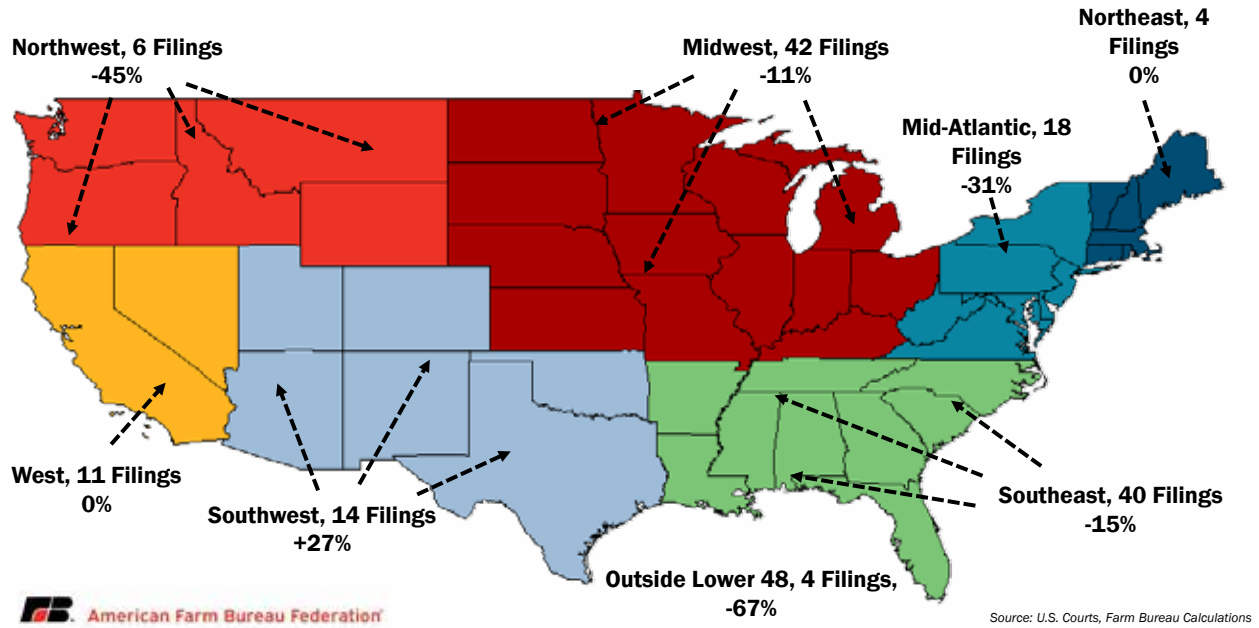 Northeast, 4
Filings
0%
Northwest, 6 Filings
-45%
Midwest, 42 Filings
-11%
Mid-Atlantic, 18
Filings
-31%
West, 11 Filings
0%
Southwest, 14 Filings
+27%
Southeast, 40 Filings
-15%
Outside Lower 48, 4 Filings,
-67%
FB. American Farm Bureau Federation®
Source: U.S. Courts, Farm Bureau Calculations